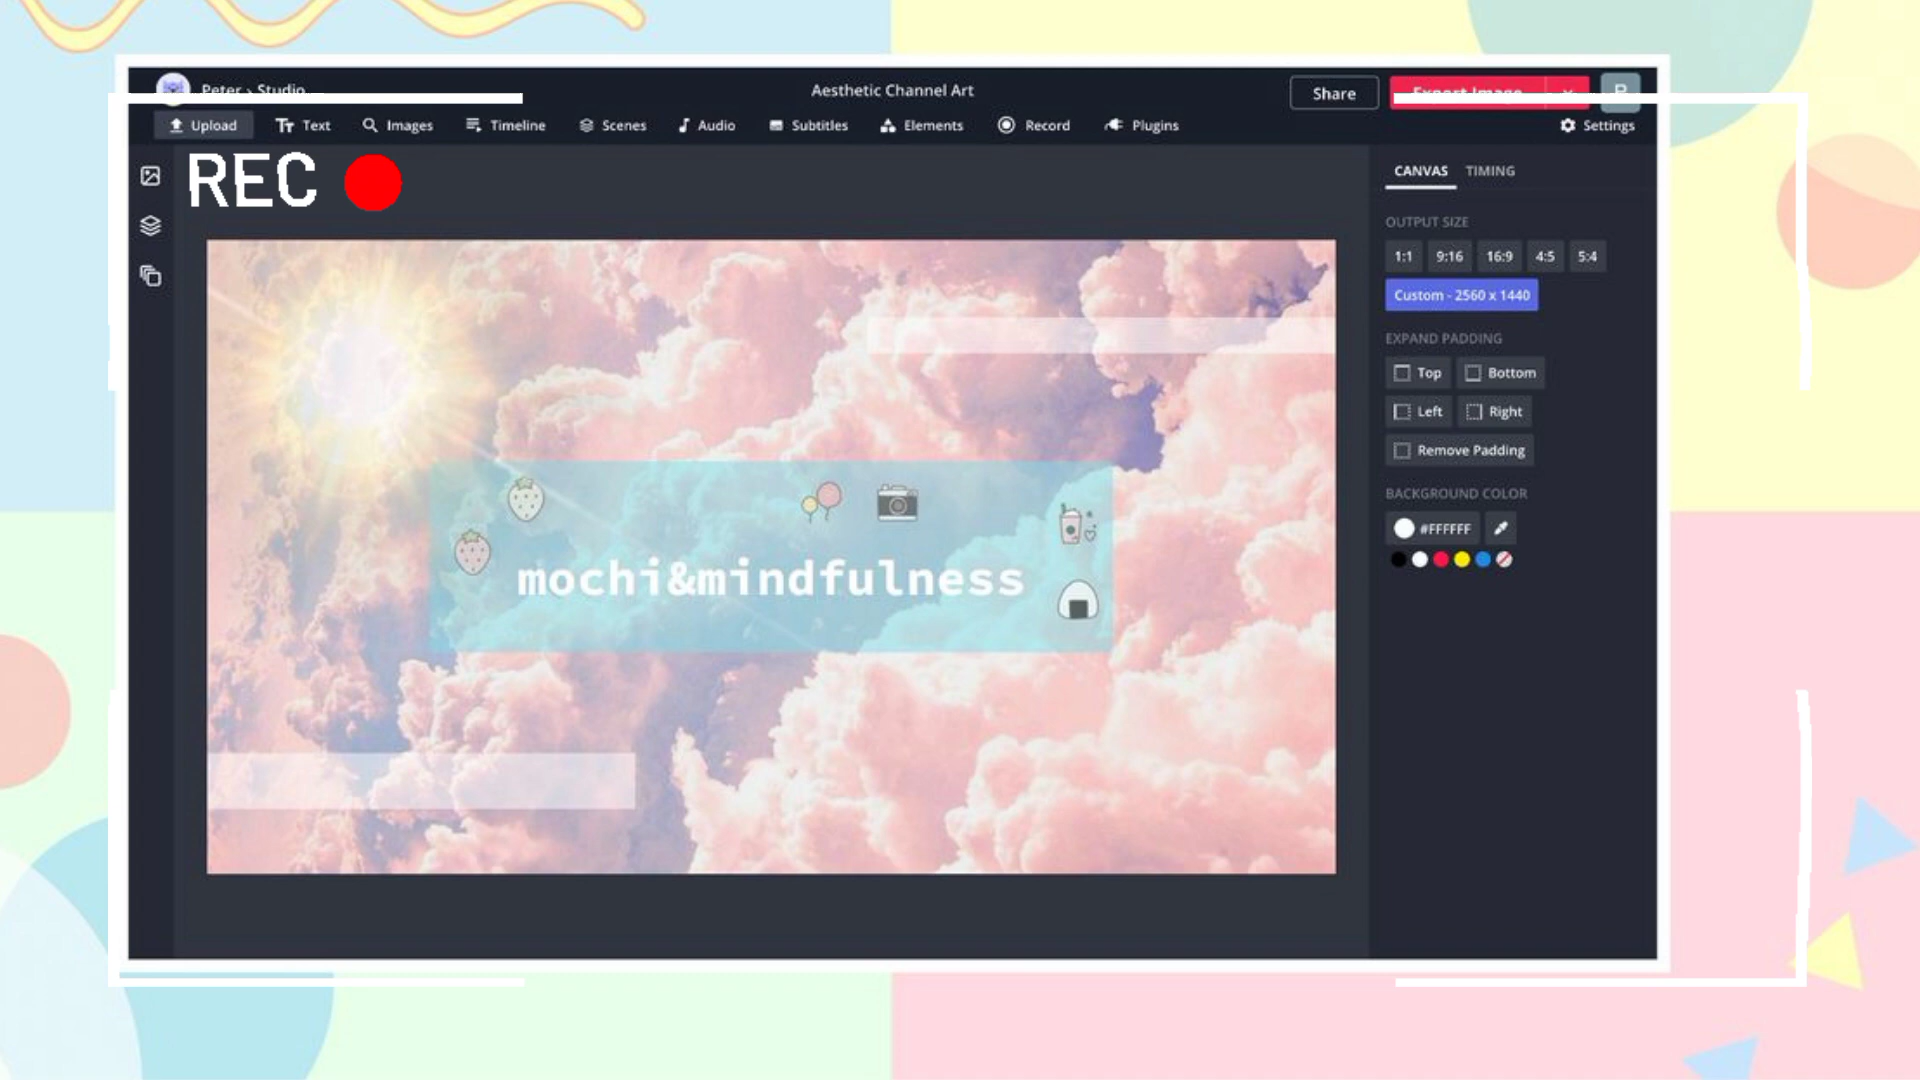 Peter › Studio
Aesthetic Channel Art
Share
Export Image
Upload
Text
Images
Timeline
Scenes
Audio
Subtitles
Elements
Record
Plugins
Settings
REC
CANVAS
TIMING
OUTPUT SIZE
1:1
9:16
16:9
4:5
5:4
Custom - 2560 x 1440
EXPAND PADDING
Top
Bottom
Left
Right
Remove Padding
BACKGROUND COLOR
#FFFFFF
mochi&mindfulness